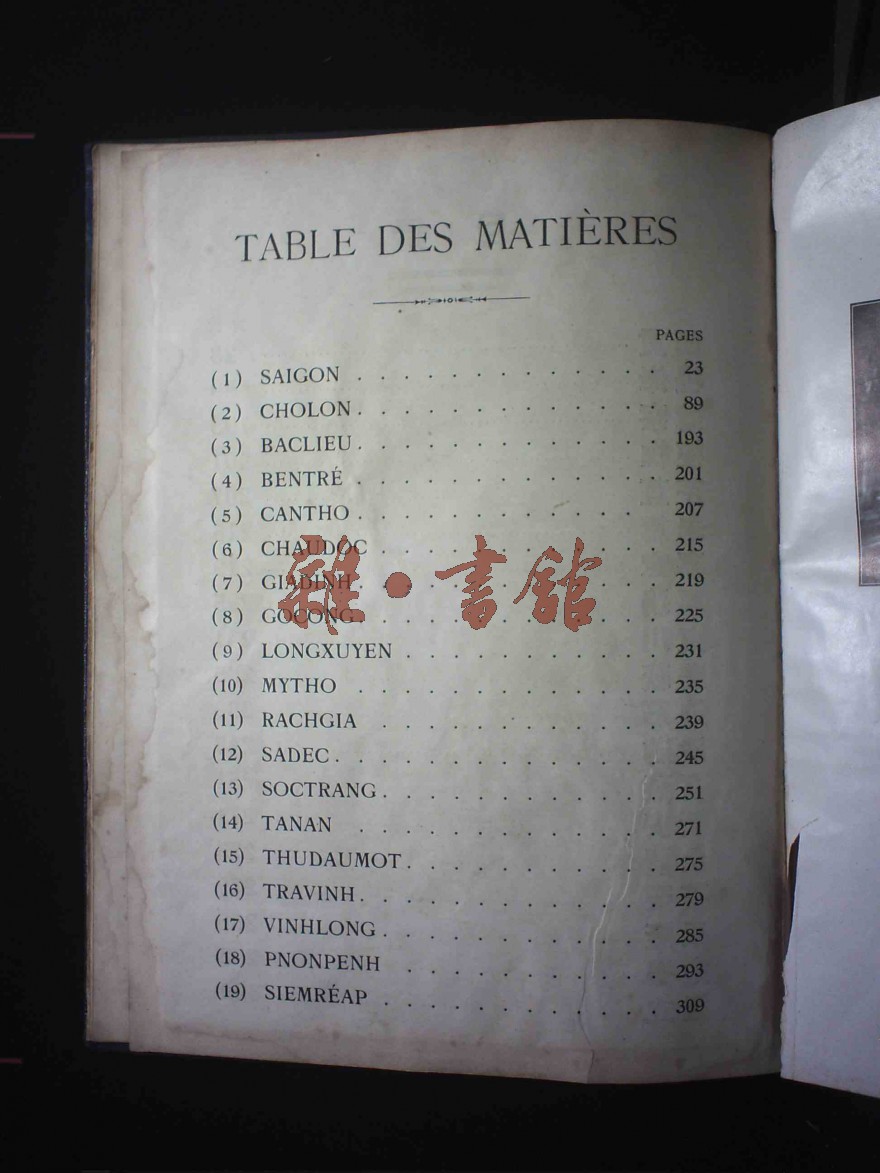 TABLE DES MATIÈRES
PAGES
(1) SAIGON . . . . . . . . . . . . . 23
(2) CHOLON . . . . . . . . . . . . . 89
(3) BACLIEU . . . . . . . . . . . . . 193
(4) BENTRÉ . . . . . . . . . . . . . 201
(5) CANTHO . . . . . . . . . . . . . 207
(6) CHAUDOC . . . . . . . . . . . . 215
(7) GIADINH . . . . . . . . . . . . . 219
雜·書館
(8) GOCONG . . . . . . . . . . . . . 225
(9) LONGXUYEN . . . . . . . . . . . 231
(10) MYTHO . . . . . . . . . . . . . 235
(11) RACHGIA . . . . . . . . . . . . 239
(12) SADEC . . . . . . . . . . . . . . 245
(13) SOCTRANG . . . . . . . . . . . . 251
(14) TANAN . . . . . . . . . . . . . 271
(15) THUDAUMOT . . . . . . . . . . . 275
(16) TRAVINH . . . . . . . . . . . . . 279
(17) VINHLONG . . . . . . . . . . . . 285
(18) PNONPENH . . . . . . . . . . . 293
(19) SIEMRÉAP . . . . . . . . . . . 309